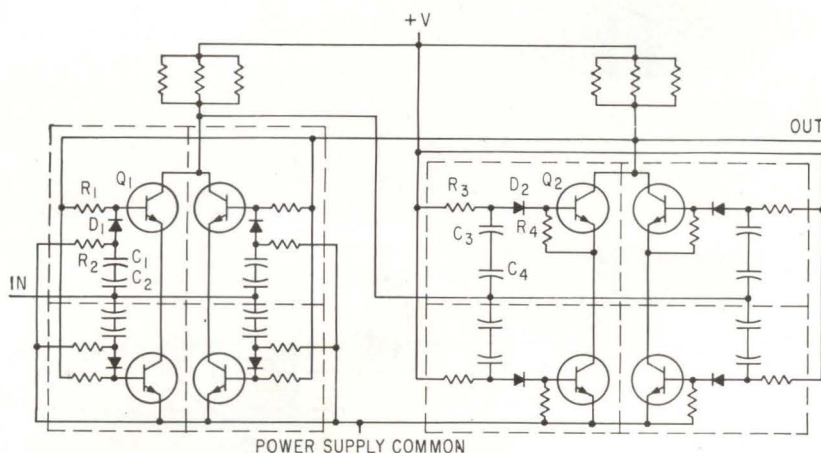 +V
OUT
R1 Q1
D1
R2
C1
C2
IN
R3 D2 Q2
R4
C3
C4
POWER SUPPLY COMMON